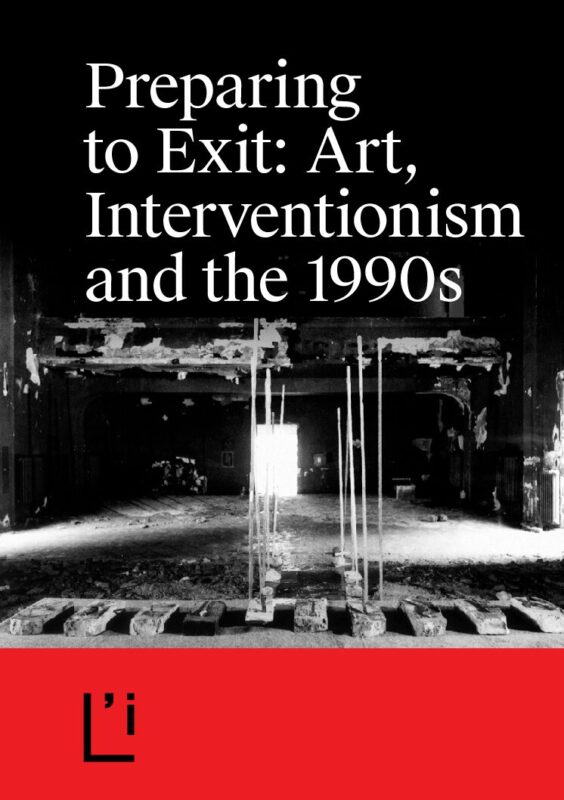 Preparing
to Exit: Art,
Interventionism
and the 1990s
L'i